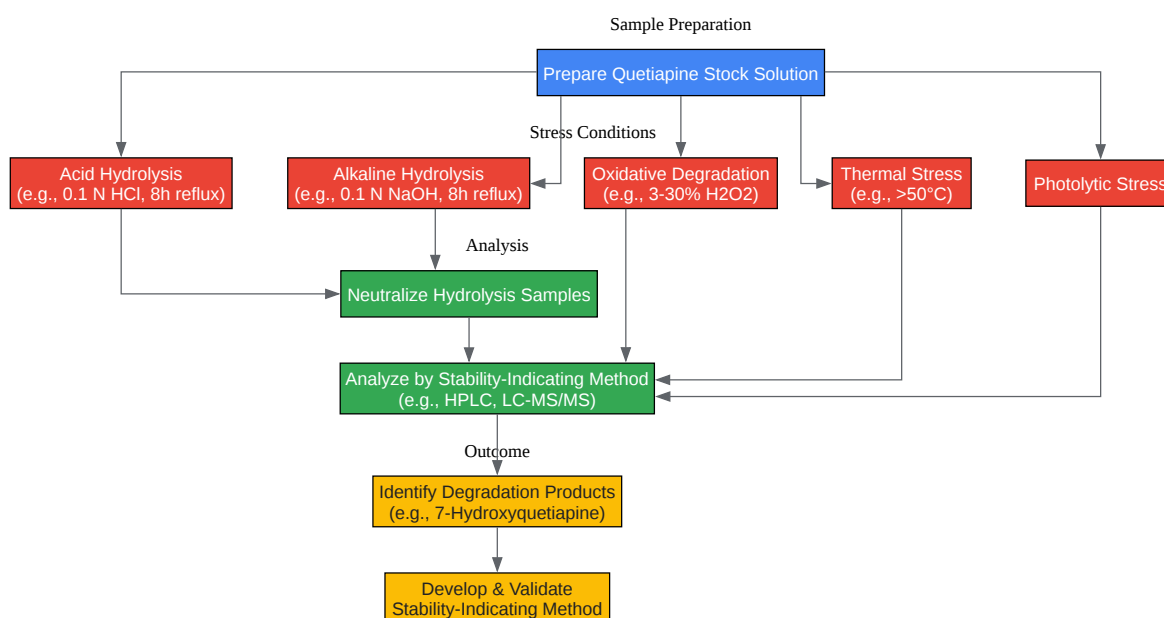 Sample Preparation
Prepare Quetiapine Stock Solution
Stress Conditions
Acid Hydrolysis
(e.g., 0.1 N HCl, 8h reflux)
Alkaline Hydrolysis
(e.g., 0.1 N NaOH, 8h reflux)
Oxidative Degradation
(e.g., 3-30% H2O2)
Thermal Stress
(e.g., >50°C)
Photolytic Stress
Analysis
Neutralize Hydrolysis Samples
Analyze by Stability-Indicating Method
(e.g., HPLC, LC-MS/MS)
Outcome
Identify Degradation Products
(e.g., 7-Hydroxyquetiapine)
Develop & Validate
Stability-Indicating Method